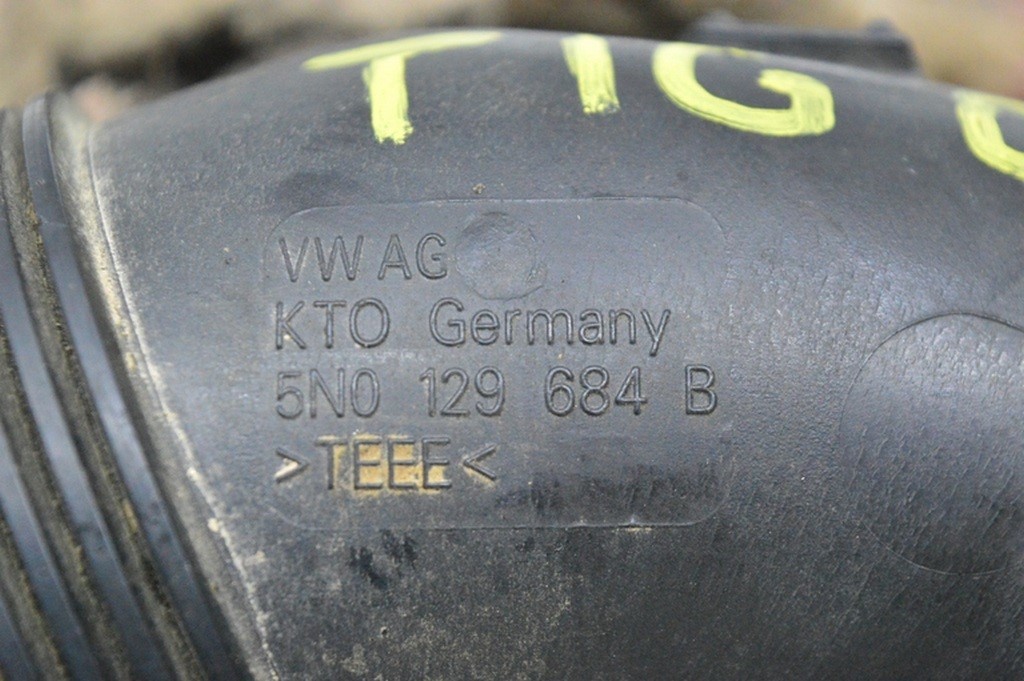 TIG
VW AG
KTO Germany
5N0 129 684 B
>TEEE<